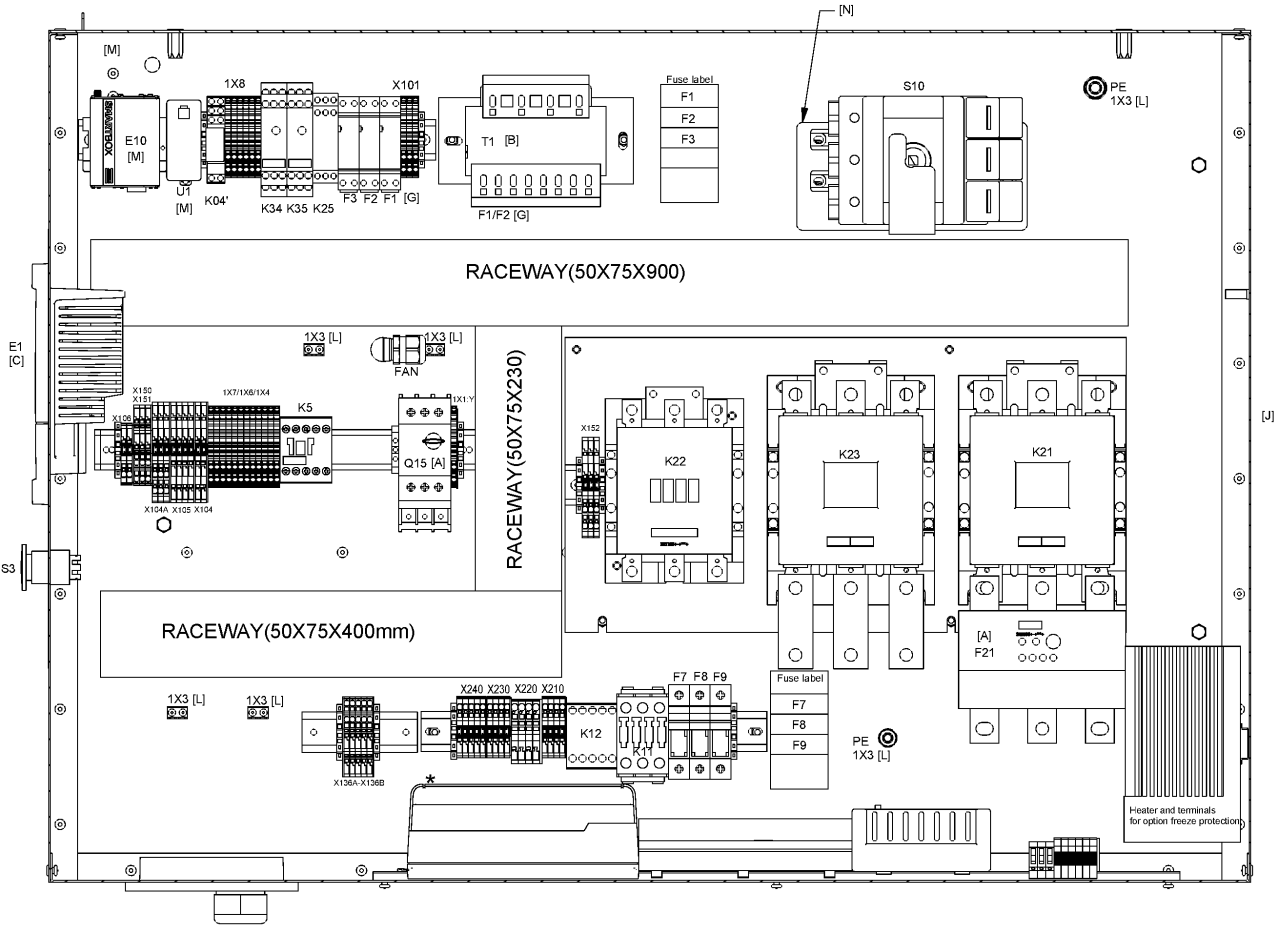 [N]
[M]
1X8
X101
Fuse label
F1
F2
F3
S10
PE
1X3 [L]
SMARTBOX
E10
[M]
T1 [B]
U1
[M]
K04'
K34 K35 K25
F3 F2 F1 [G]
F1/F2 [G]
RACEWAY(50X75X900)
E1
[C]
1X3 [L]
1X3 [L]
FAN
RACEWAY(50X75X230)
X150
X151
X106
1X7/1X6/1X4
K5
1X1:Y
Q15 [A]
X104A X105 X104
X152
K22
K23
K21
[J]
S3
RACEWAY(50X75X400mm)
[A]
F21
1X3 [L]
1X3 [L]
X240 X230 X220 X210
F7 F8 F9
Fuse label
F7
F8
F9
K12
K11
PE
1X3 [L]
X136A-X136B
*
Heater and terminals
for option freeze protection